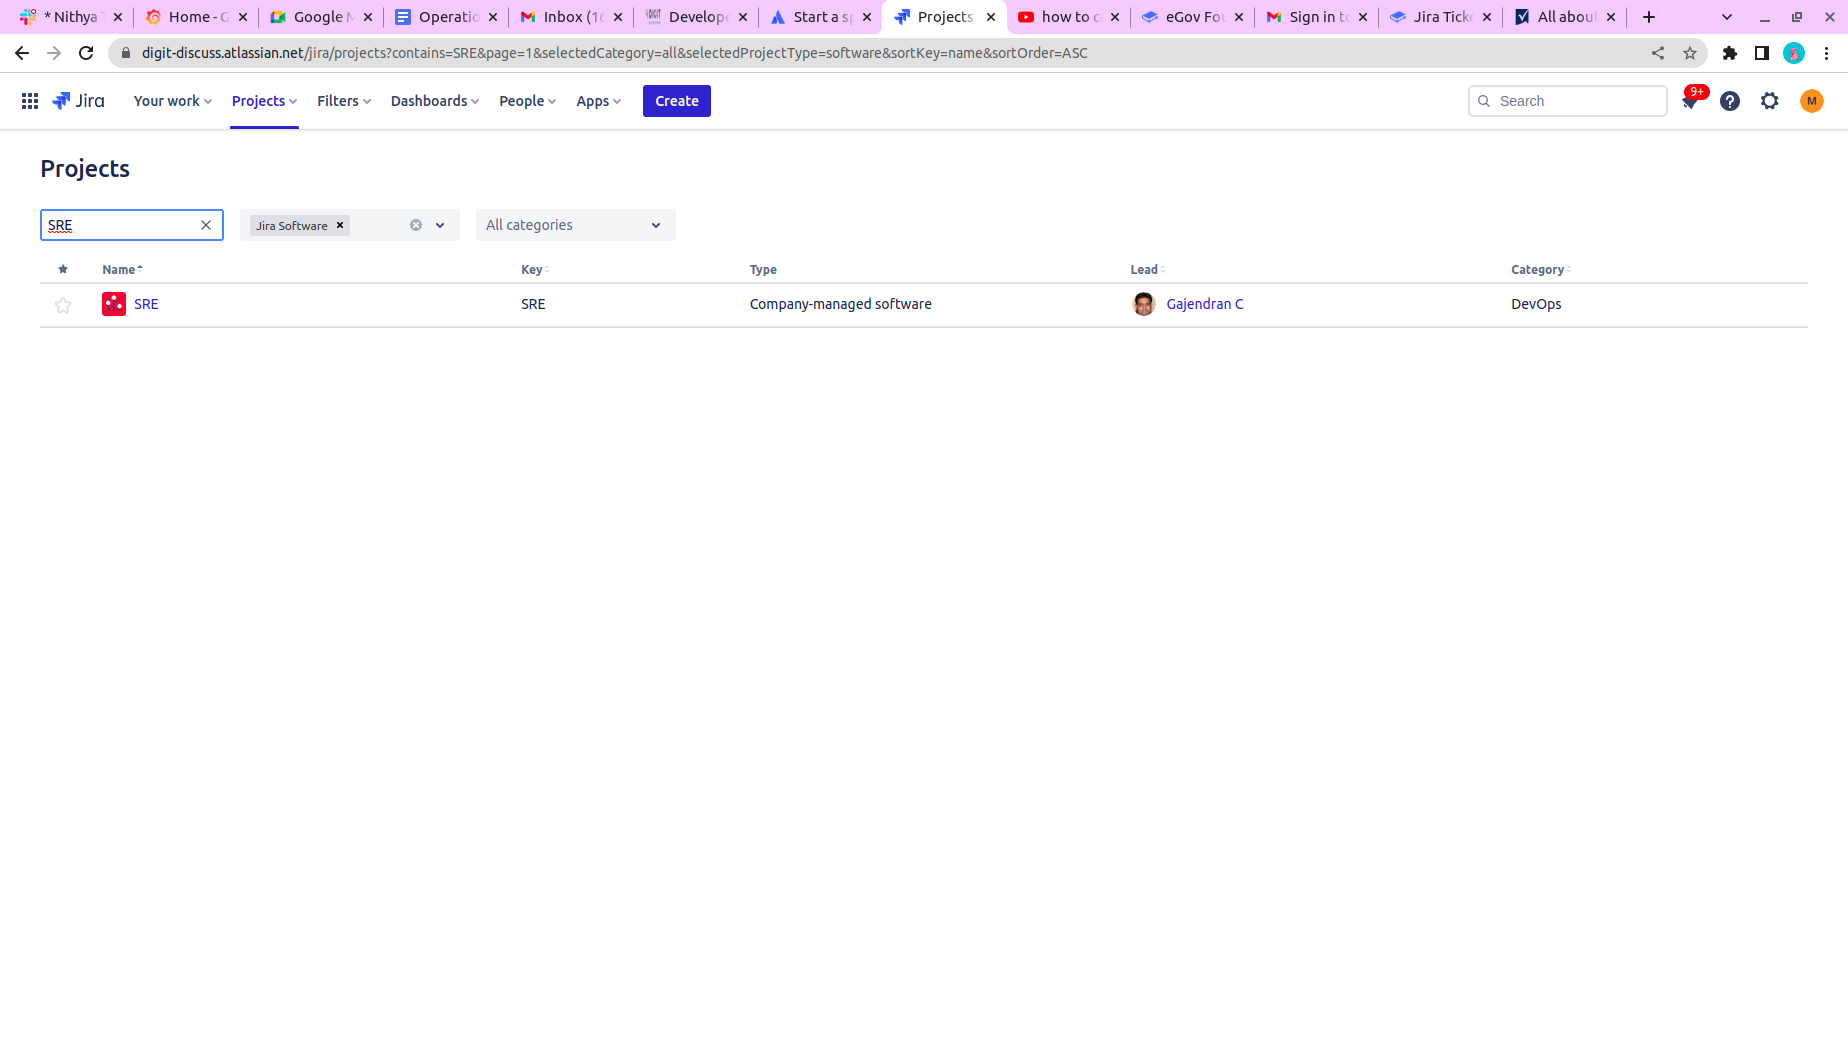 * Nithya T
Home - G
Google M
Operatio
Inbox (16
Develope
Start a sp
Projects
how to c
eGov Fou
Sign in to
Jira Ticke
All about
digit-discuss.atlassian.net/jira/projects?contains=SRE&page=1&selectedCategory=all&selectedProjectType=software&sortKey=name&sortOrder=ASC
Jira
Your work
Projects
Filters
Dashboards
People
Apps
Create
Search
9+
M
Projects
SRE
Jira Software
All categories
Name Key Type Lead Category
SRE SRE Company-managed software Gajendran C DevOps